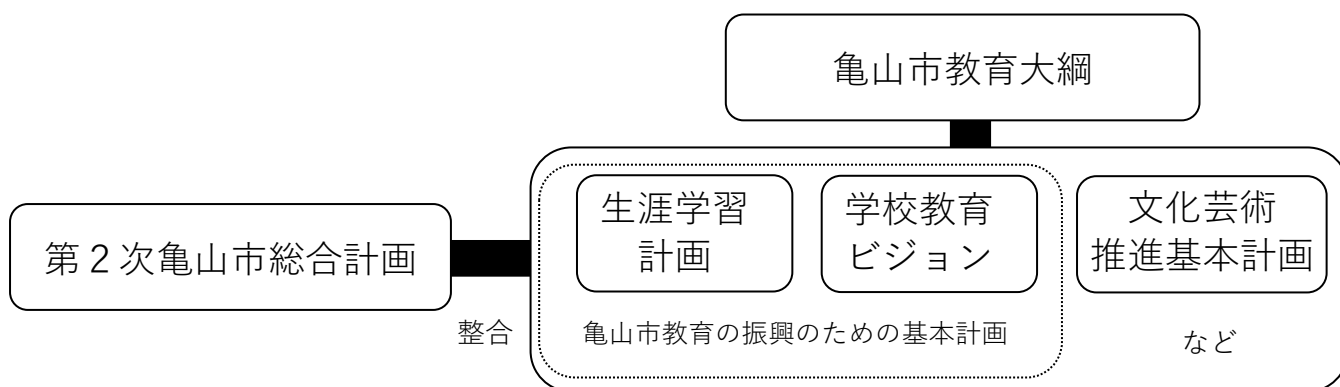 亀山市教育大綱
生涯学習
計画
学校教育
ビジョン
文化芸術
推進基本計画
第２次亀山市総合計画
整合
亀山市教育の振興のための基本計画
など